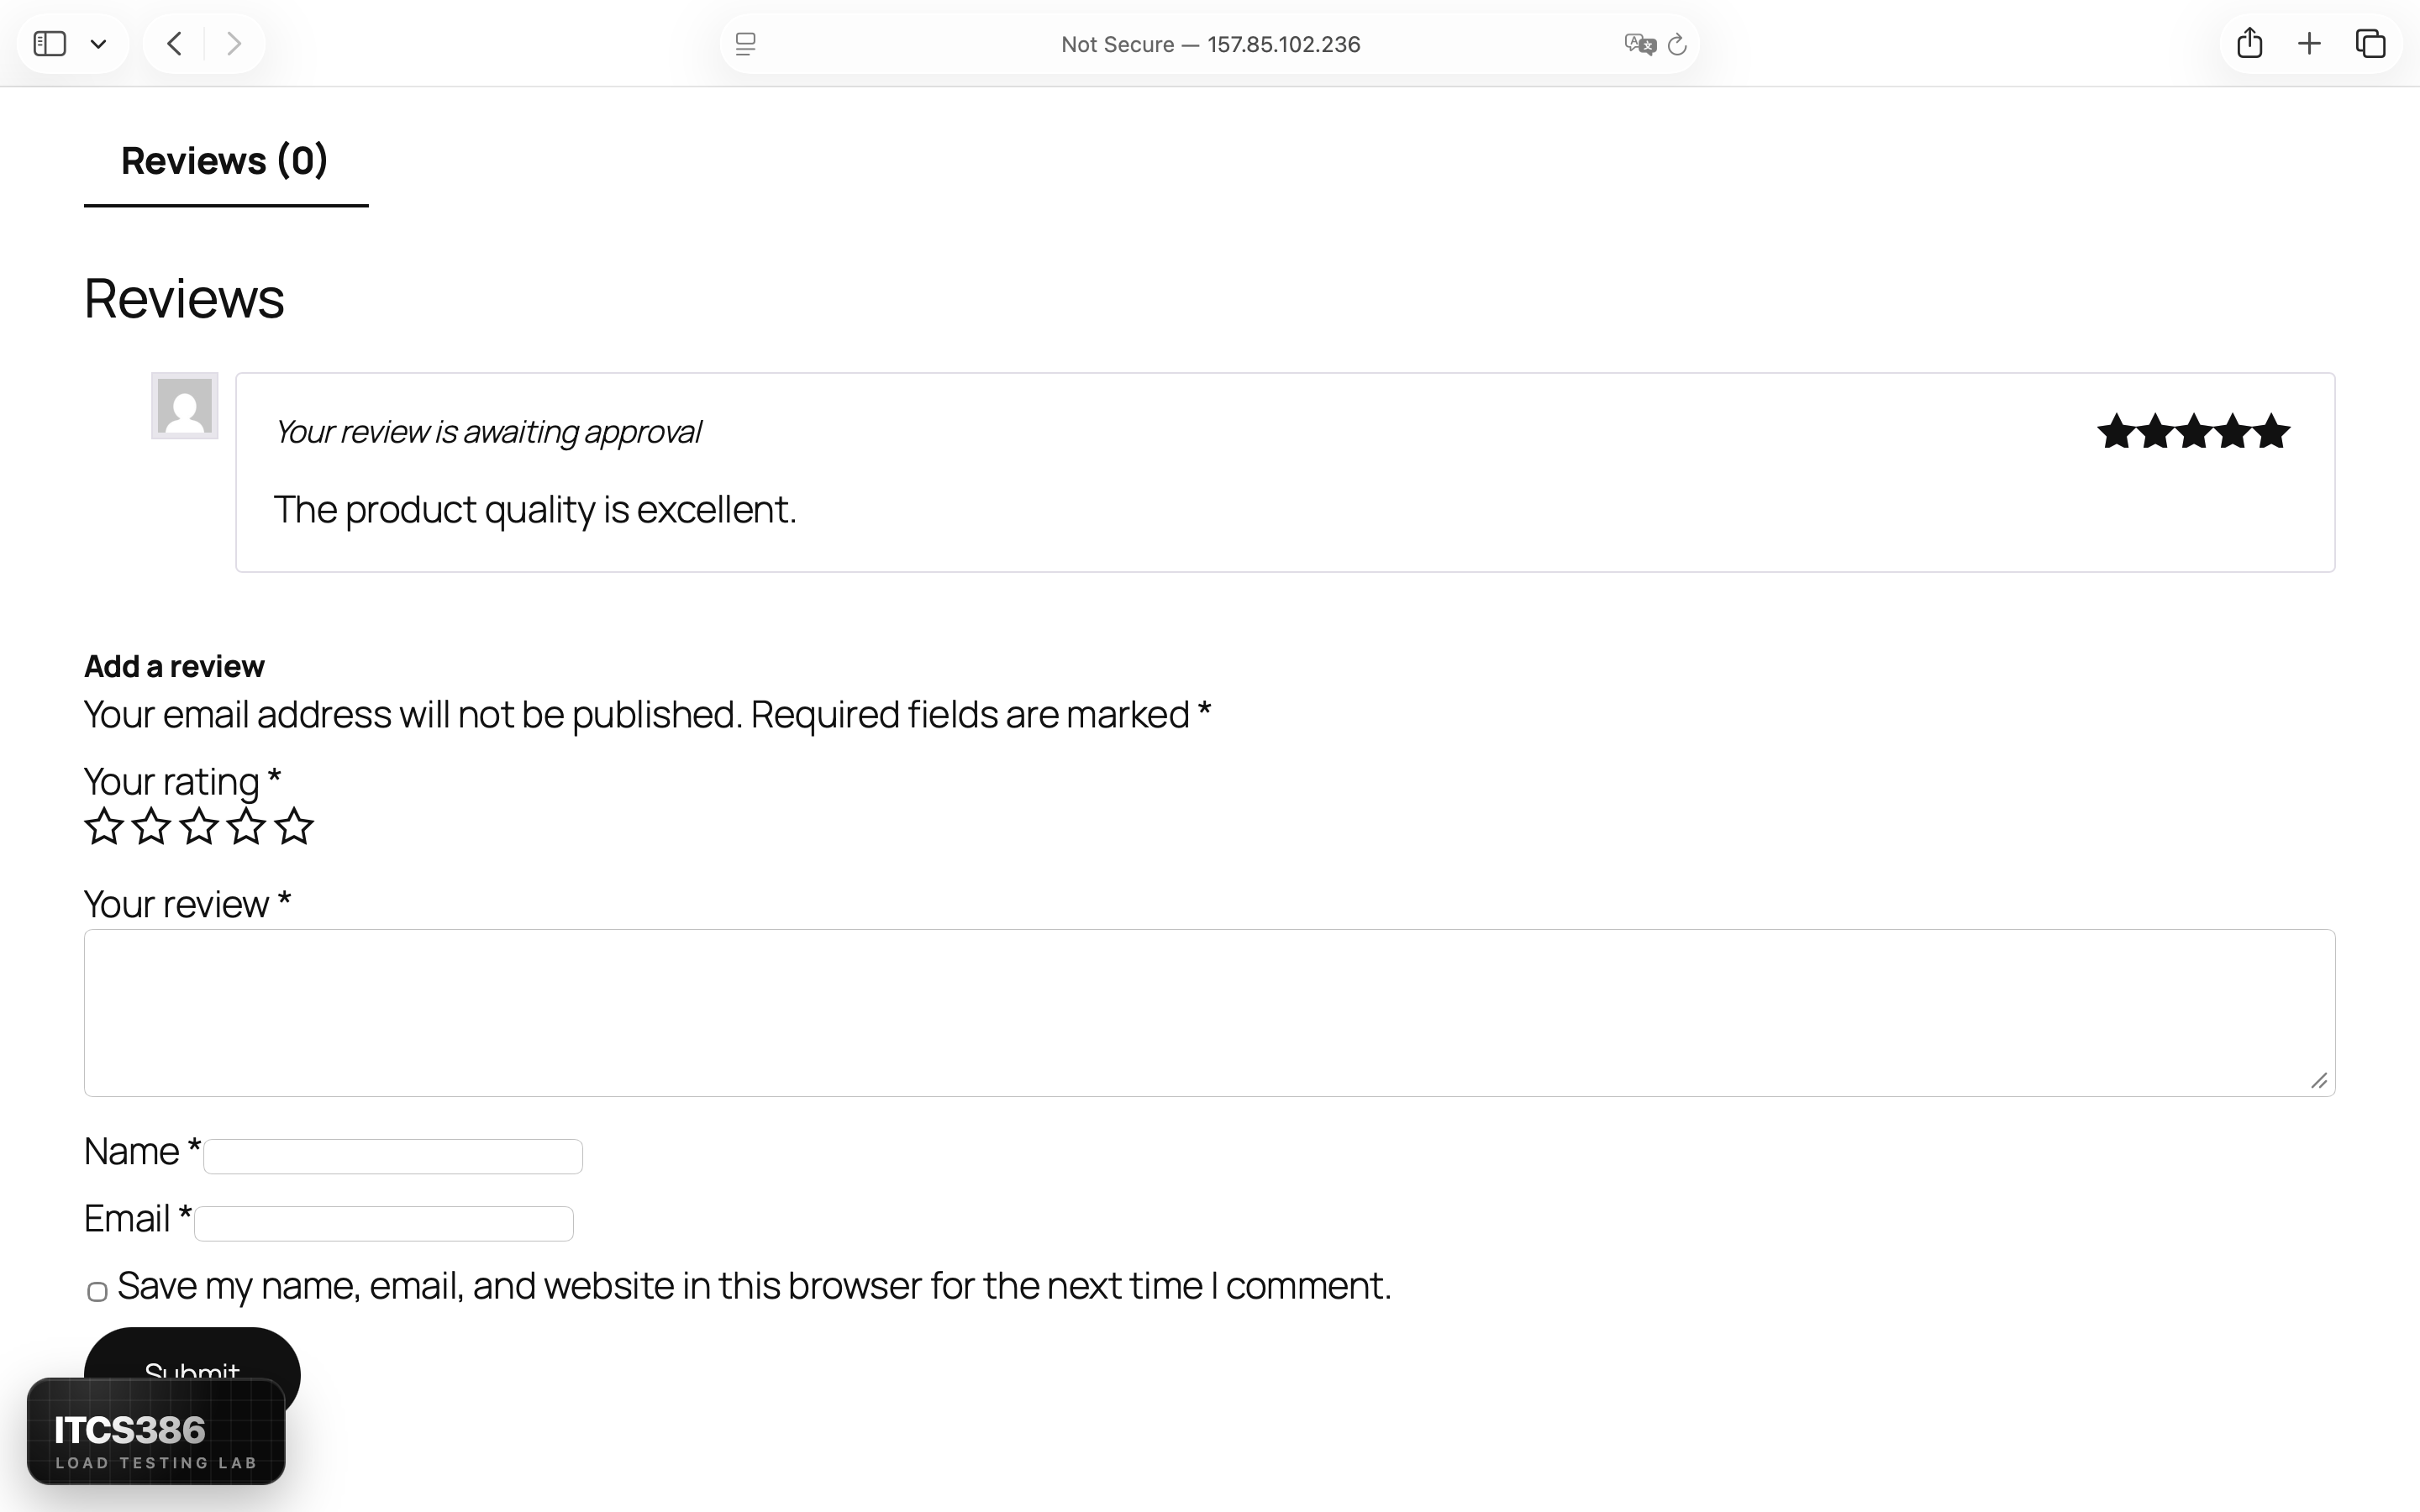 Not Secure — 157.85.102.236
Reviews (0)
Reviews
Your review is awaiting approval
The product quality is excellent.
Add a review
Your email address will not be published. Required fields are marked *
Your rating *
Your review *
Name *
Email *
Save my name, email, and website in this browser for the next time I comment.
Submit
ITCS386
LOAD TESTING LAB